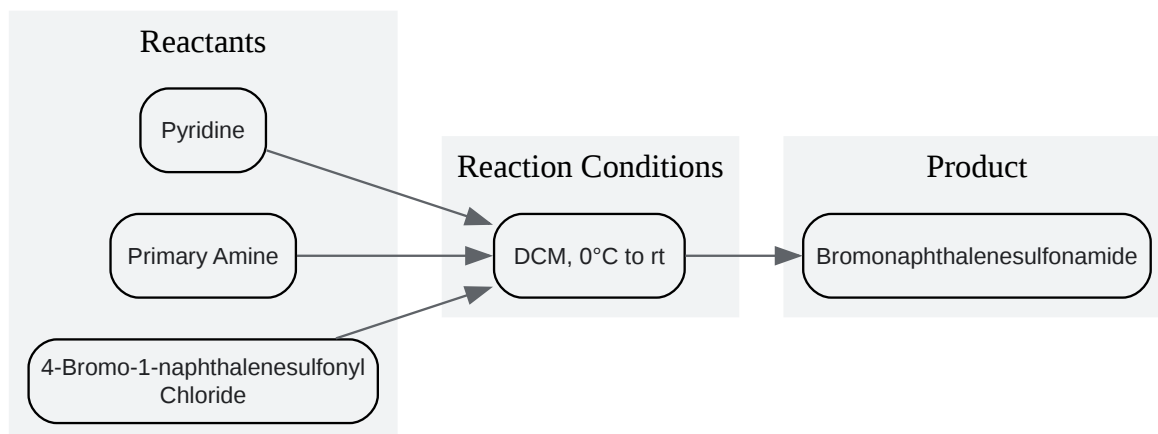 Reactants
Pyridine
Primary Amine
4-Bromo-1-naphthalenesulfonyl
Chloride
Reaction Conditions
DCM, 0°C to rt
Product
Bromonaphthalenesulfonamide